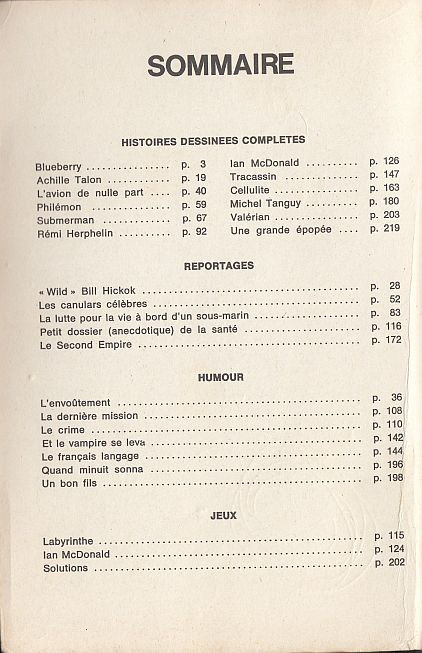 SOMMAIRE
HISTOIRES DESSINEES COMPLETES
Blueberry ................ p. 3
Achille Talon ............ p. 19
L'avion de nulle part .... p. 40
Philémon ............ p. 59
Submerman ............. p. 67
Rémi Herphelin .......... p. 92
Ian McDonald .......... p. 126
Tracassin ............. p. 147
Cellulite .............. p. 163
Michel Tanguy .......... p. 180
Valérian .............. p. 203
Une grande épopée .... p. 219
REPORTAGES
« Wild » Bill Hickok ........................................ p. 28
Les canulars célèbres ...................................... p. 52
La lutte pour la vie à bord d'un sous-marin .................... p. 83
Petit dossier (anecdotique) de la santé ...................... p. 116
Le Second Empire ........................................ p. 172
HUMOUR
L'envoûtement ............................................ p. 36
La dernière mission ........................................ p. 108
Le crime .................................................. p. 110
Et le vampire se leva ...................................... p. 142
Le français langage ........................................ p. 144
Quand minuit sonna ...................................... p. 196
Un bon fils ................................................ p. 198
JEUX
Labyrinthe ................................................ p. 115
Ian McDonald ............................................ p. 124
Solutions ................................................ p. 202